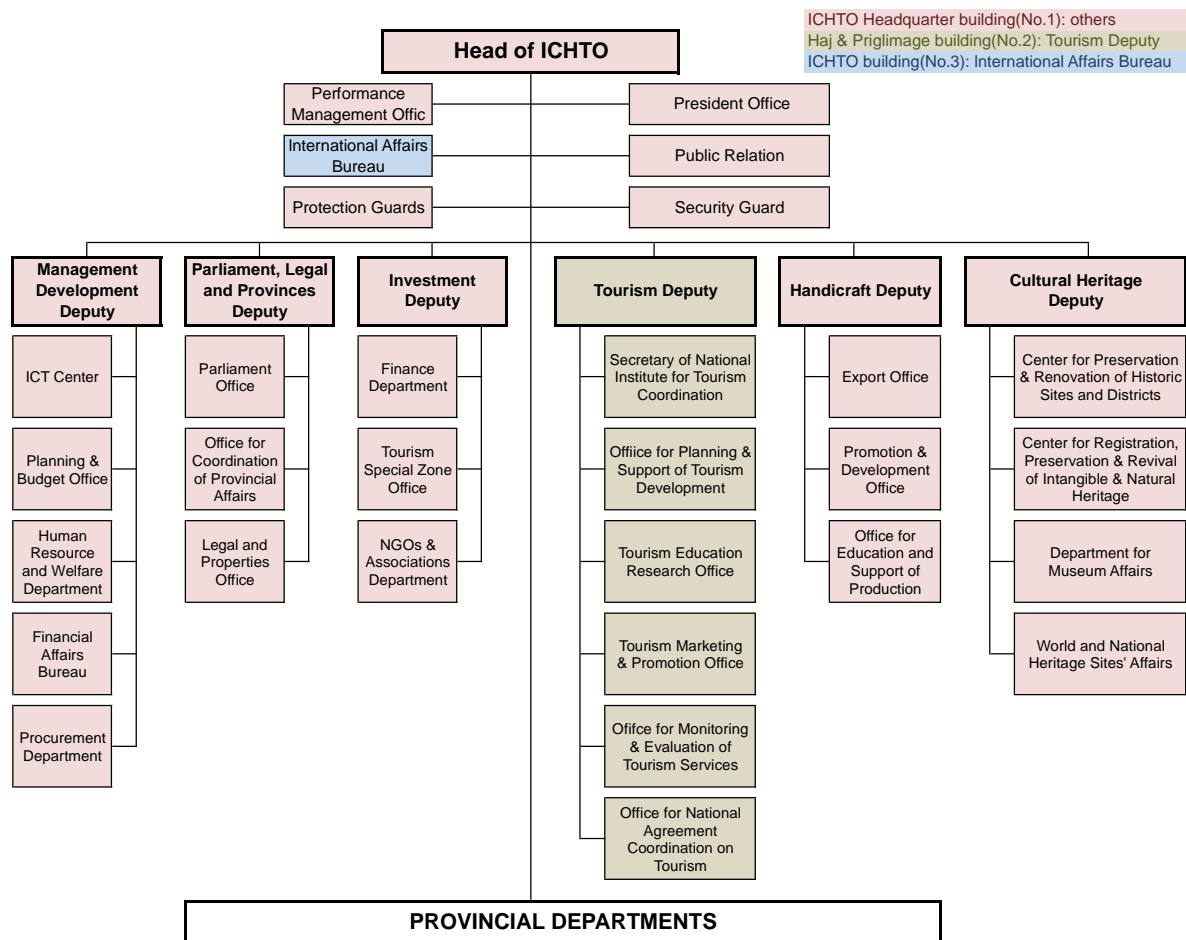 ICHTO Headquarter building(No.1): others
Haj & Priglimage building(No.2): Tourism Deputy
ICHTO building(No.3): International Affairs Bureau
Head of ICHTO
Performance
Management Offic
President Office
International Affairs
Bureau
Public Relation
Protection Guards
Security Guard
Management
Development
Deputy
Parliament, Legal
and Provinces
Deputy
Investment
Deputy
Tourism Deputy
Handicraft Deputy
Cultural Heritage
Deputy
ICT Center
Planning &
Budget Office
Human
Resource
and Welfare
Department
Financial
Affairs
Bureau
Procurement
Department
Parliament
Office
Office for
Coordination
of Provincial
Affairs
Legal and
Properties
Office
Finance
Department
Tourism
Special Zone
Office
NGOs &
Associations
Department
Secretary of National
Institute for Tourism
Coordination
Offiice for Planning &
Support of Tourism
Development
Tourism Education
Research Office
Tourism Marketing
& Promotion Office
Ofifce for Monitoring
& Evaluation of
Tourism Services
Office for National
Agreement
Coordination on
Tourism
Export Office
Promotion &
Development
Office
Office for
Education and
Support of
Production
Center for Preservation
& Renovation of Historic
Sites and Districts
Center for Registration,
Preservation & Revival
of Intangible & Natural
Heritage
Department for
Museum Affairs
World and National
Heritage Sites' Affairs
PROVINCIAL DEPARTMENTS